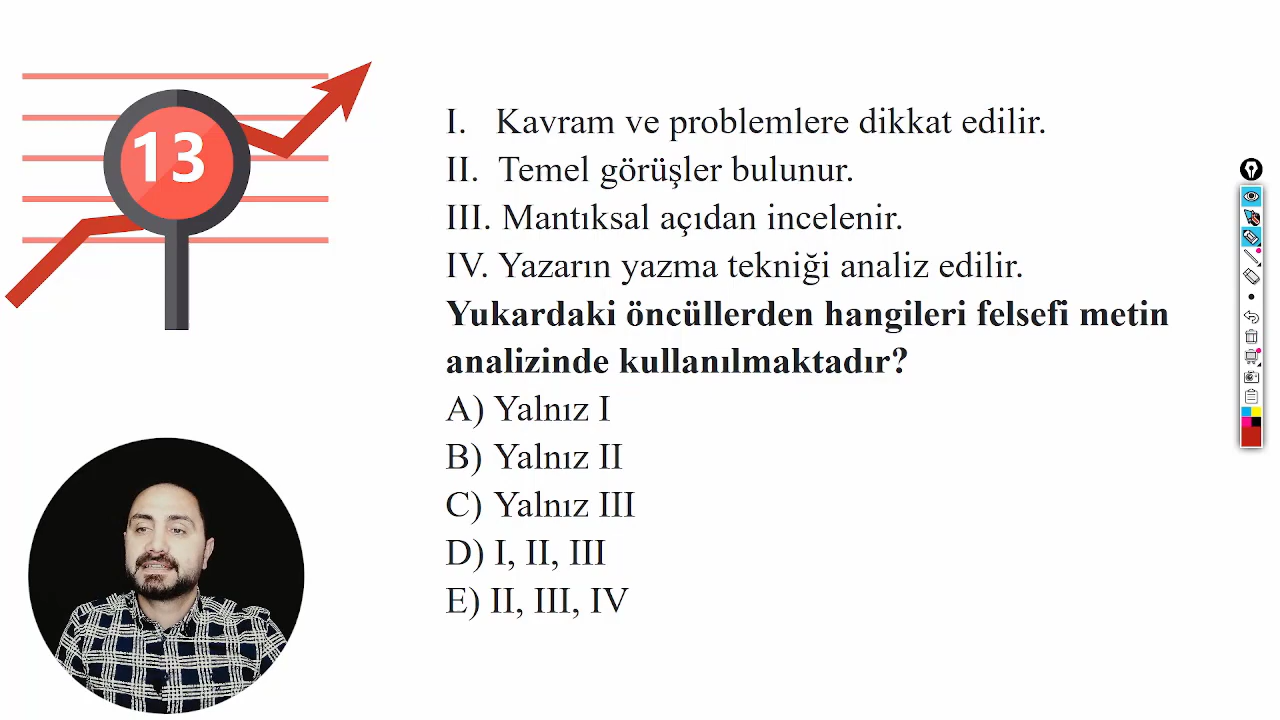 13
I. Kavram ve problemlere dikkat edilir.
II. Temel görüşler bulunur.
III. Mantıksal açıdan incelenir.
IV. Yazarın yazma tekniği analiz edilir.
Yukardaki öncüllerden hangileri felsefi metin
analizinde kullanılmaktadır?
A) Yalnız I
B) Yalnız II
C) Yalnız III
D) I, II, III
E) II, III, IV